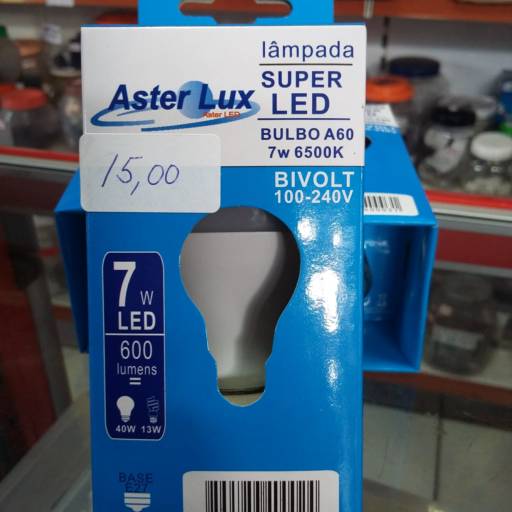 lâmpada
SUPER
LED
Aster Lux
Aster LED
BULBO A60
7w 6500K
15,00
BIVOLT
100-240V
7 W
LED
600
lumens
=
40W 13W
BASE
E27